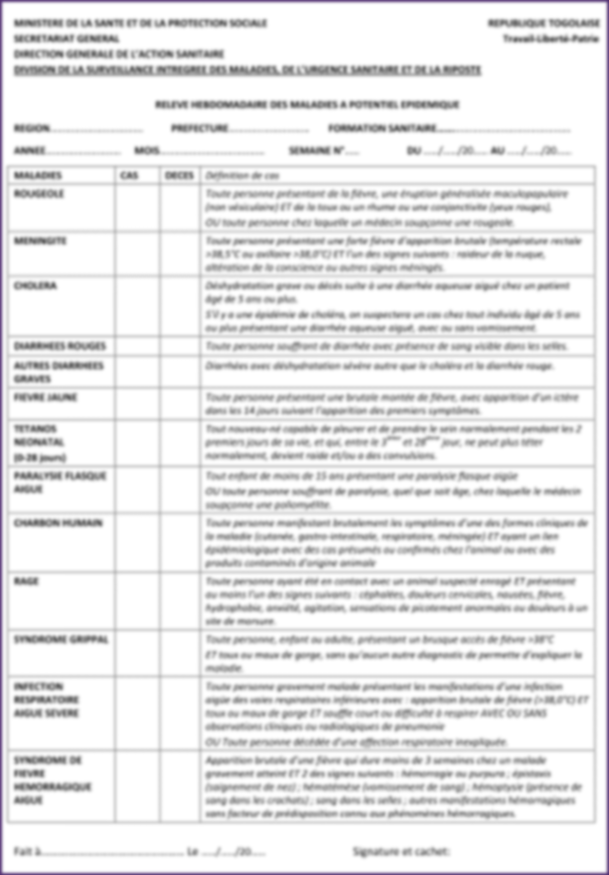 MINISTERE DE LA SANTE ET DE LA PROTECTION SOCIALE REPUBLIQUE TOGOLAISE
SECRETARIAT GENERAL Travail-Liberté-Patrie
DIRECTION GENERALE DE L'ACTION SANITAIRE
DIVISION DE LA SURVEILLANCE INTREGREE DES MALADIES, DE L'URGENCE SANITAIRE ET DE LA RIPOSTE
RELEVE HEBDOMADAIRE DES MALADIES A POTENTIEL EPIDEMIQUE
REGION.................................. PREFECTURE............................. FORMATION SANITAIRE.................................................
ANNEE........................... MOIS....................................... SEMAINE N°..... DU ...../...../20..... AU ...../...../20.....
MALADIES CAS DECES Définition de cas
ROUGEOLE Toute personne présentant de la fièvre, une éruption généralisée maculopapulaire
(non vésiculaire) ET de la toux ou un rhume ou une conjonctivite (yeux rouges),
OU toute personne chez laquelle un médecin soupçonne une rougeole.
MENINGITE Toute personne présentant une forte fièvre d'apparition brutale (température rectale
>38,5°C ou axillaire >38,0°C) ET l'un des signes suivants : raideur de la nuque,
altération de la conscience ou autres signes méningés.
CHOLERA Déshydratation grave ou décès suite à une diarrhée aqueuse aiguë chez un patient
âgé de 5 ans ou plus.
S'il y a une épidémie de choléra, on suspectera un cas chez tout individu âgé de 5 ans
ou plus présentant une diarrhée aqueuse aiguë, avec ou sans vomissement.
DIARRHEES ROUGES Toute personne souffrant de diarrhée avec présence de sang visible dans les selles.
AUTRES DIARRHEES Diarrhées avec déshydratation sévère autre que le choléra et la diarrhée rouge.
GRAVES
FIEVRE JAUNE Toute personne présentant une brutale montée de fièvre, avec apparition d'un ictère
dans les 14 jours suivant l'apparition des premiers symptômes.
TETANOS Tout nouveau-né capable de pleurer et de prendre le sein normalement pendant les 2
NEONATAL premiers jours de sa vie, et qui, entre le 3ème et 28ème jour, ne peut plus téter
(0-28 jours) normalement, devient raide et/ou a des convulsions.
PARALYSIE FLASQUE Tout enfant de moins de 15 ans présentant une paralysie flasque aigüe
AIGUE OU toute personne souffrant de paralysie, quel que soit âge, chez laquelle le médecin
soupçonne une poliomyélite.
CHARBON HUMAIN Toute personne manifestant brutalement les symptômes d'une des formes cliniques de
la maladie (cutanée, gastro-intestinale, respiratoire, méningée) ET ayant un lien
épidémiologique avec des cas présumés ou confirmés chez l'animal ou avec des
produits contaminés d'origine animale
RAGE Toute personne ayant été en contact avec un animal suspecté enragé ET présentant
au moins l'un des signes suivants : céphalées, douleurs cervicales, nausées, fièvre,
hydrophobie, anxiété, agitation, sensations de picotement anormales ou douleurs à un
site de morsure.
SYNDROME GRIPPAL Toute personne, enfant ou adulte, présentant un brusque accès de fièvre >38°C
ET toux ou maux de gorge, sans qu'aucun autre diagnostic de permette d'expliquer la
maladie.
INFECTION Toute personne gravement malade présentant les manifestations d'une infection
RESPIRATOIRE aigüe des voies respiratoires inférieures avec : apparition brutale de fièvre (>38,0°C) ET
AIGUE SEVERE toux ou maux de gorge ET souffle court ou difficulté à respirer AVEC OU SANS
observations cliniques ou radiologiques de pneumonie
OU Toute personne décédée d'une affection respiratoire inexpliquée.
SYNDROME DE Apparition brutale d'une fièvre qui dure moins de 3 semaines chez un malade
FIEVRE gravement atteint ET 2 des signes suivants : hémorragie ou purpura ; épistaxis
HEMORRAGIQUE (saignement de nez) ; hématémèse (vomissement de sang) ; hémoptysie (présence de
AIGUE sang dans les crachats) ; sang dans les selles ; autres manifestations hémorragiques
sans facteur de prédisposition connu aux phénomènes hémorragiques.
Fait à.................................................. Le ...../...../20..... Signature et cachet: